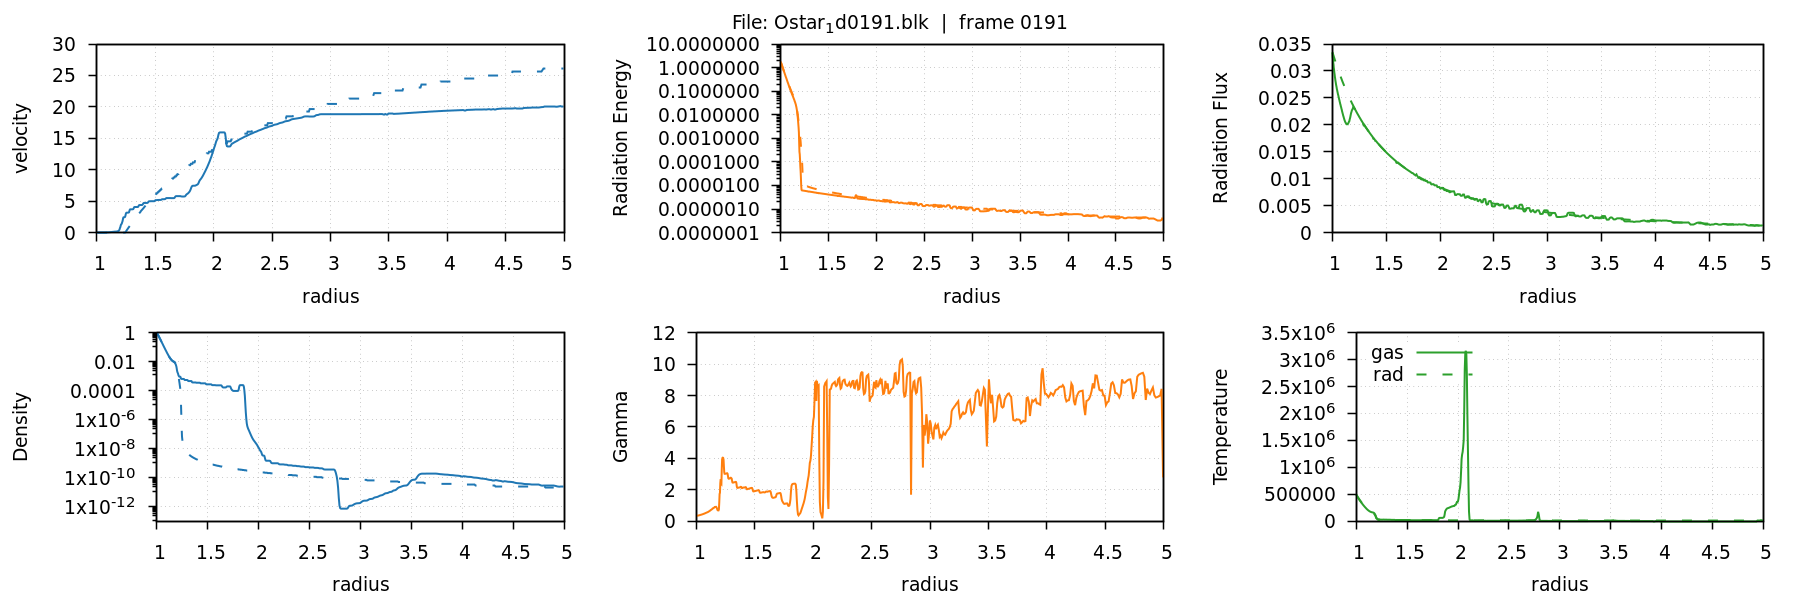 File: Ostar₁d0191.blk | frame 0191
velocity
30
25
20
15
10
5
0
1 1.5 2 2.5 3 3.5 4 4.5 5
radius
Radiation Energy
10.0000000
1.0000000
0.1000000
0.0100000
0.0010000
0.0001000
0.0000100
0.0000010
0.0000001
1 1.5 2 2.5 3 3.5 4 4.5 5
radius
Radiation Flux
0.035
0.03
0.025
0.02
0.015
0.01
0.005
0
1 1.5 2 2.5 3 3.5 4 4.5 5
radius
Density
1
0.01
0.0001
1x10⁻⁶
1x10⁻⁸
1x10⁻¹⁰
1x10⁻¹²
1 1.5 2 2.5 3 3.5 4 4.5 5
radius
Gamma
12
10
8
6
4
2
0
1 1.5 2 2.5 3 3.5 4 4.5 5
radius
Temperature
3.5x10⁶
3x10⁶
2.5x10⁶
2x10⁶
1.5x10⁶
1x10⁶
500000
0
gas
rad
1 1.5 2 2.5 3 3.5 4 4.5 5
radius